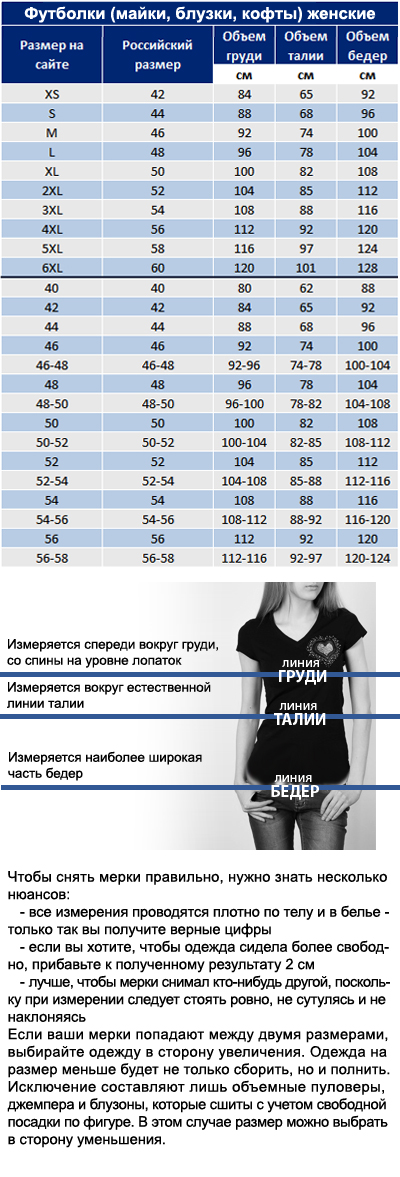 Футболки (майки, блузки, кофты) женские
Размер на сайте Российский размер Объем груди Объем талии Объем бедер
см см см
XS 42 84 65 92
S 44 88 68 96
M 46 92 74 100
L 48 96 78 104
XL 50 100 82 108
2XL 52 104 85 112
3XL 54 108 88 116
4XL 56 112 92 120
5XL 58 116 97 124
6XL 60 120 101 128
40 40 80 62 88
42 42 84 65 92
44 44 88 68 96
46 46 92 74 100
46-48 46-48 92-96 74-78 100-104
48 48 96 78 104
48-50 48-50 96-100 78-82 104-108
50 50 100 82 108
50-52 50-52 100-104 82-85 108-112
52 52 104 85 112
52-54 52-54 104-108 85-88 112-116
54 54 108 88 116
54-56 54-56 108-112 88-92 116-120
56 56 112 92 120
56-58 56-58 112-116 92-97 120-124
Измеряется спереди вокруг груди,
со спины на уровне лопаток
ЛИНИЯ
ГРУДИ
Измеряется вокруг естественной
линии талии
ЛИНИЯ
ТАЛИИ
Измеряется наиболее широкая
часть бедер
ЛИНИЯ
БЕДЕР
Чтобы снять мерки правильно, нужно знать несколько
нюансов:
- все измерения проводятся плотно по телу и в белье -
только так вы получите верные цифры
- если вы хотите, чтобы одежда сидела более свобод-
но, прибавьте к полученному результату 2 см
- лучше, чтобы мерки снимал кто-нибудь другой, посколь-
ку при измерении следует стоять ровно, не сутулясь и не
наклоняясь
Если ваши мерки попадают между двумя размерами,
выбирайте одежду в сторону увеличения. Одежда на
размер меньше будет не только сборить, но и полнить.
Исключение составляют лишь объемные пуловеры,
джемпера и блузоны, которые сшиты с учетом свободной
посадки по фигуре. В этом случае размер можно выбрать
в сторону уменьшения.